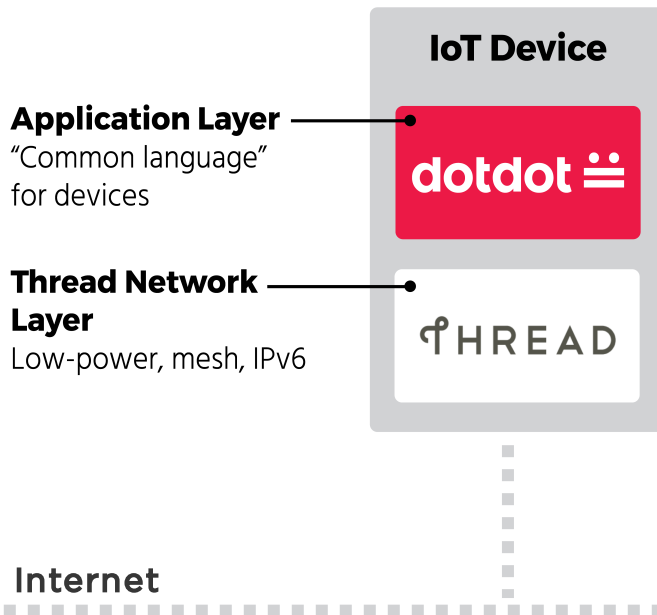 IoT Device
Application Layer
“Common language”
for devices
dotdot
Thread Network
Layer
Low-power, mesh, IPv6
THREAD
Internet